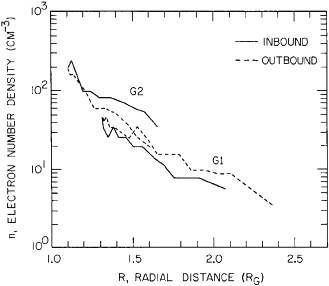 n, ELECTRON NUMBER DENSITY (CM⁻³)
10³
10²
10¹
10⁰
INBOUND
OUTBOUND
G2
G1
1.0
1.5
2.0
2.5
R, RADIAL DISTANCE (R_G)